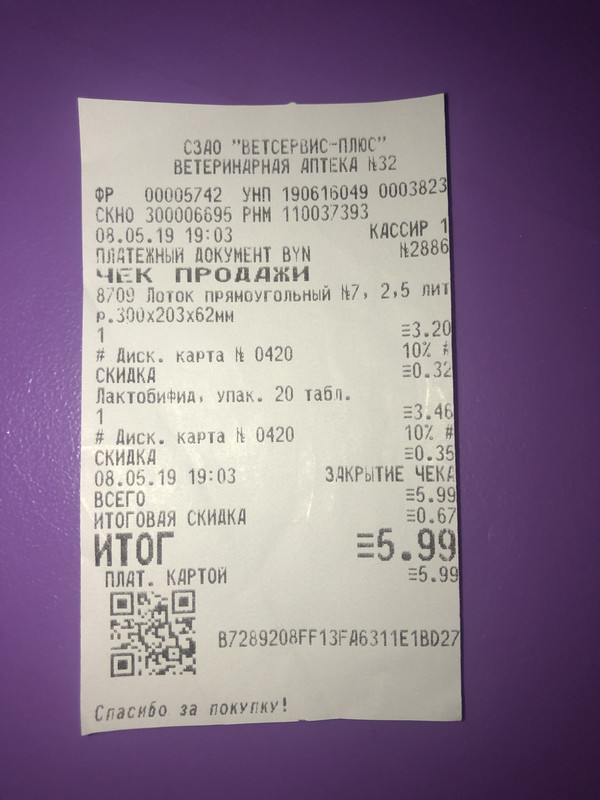 СЗАО "ВЕТСЕРВИС-ПЛЮС"
ВЕТЕРИНАРНАЯ АПТЕКА №32
ФР 00005742 УНП 190616049 0003823
СКНО 300006695 РНМ 110037393
08.05.19 19:03 КАССИР 1
ПЛАТЕЖНЫЙ ДОКУМЕНТ BYN №2886
ЧЕК ПРОДАЖИ
8709 Лоток прямоугольный №7, 2,5 лит
р.300х203х62мм
1 ≡3.20
# Диск. карта № 0420 10% #
СКИДКА ≡0.32
Лактобифид, упак. 20 табл.
1 ≡3.46
# Диск. карта № 0420 10% #
СКИДКА ≡0.35
08.05.19 19:03 ЗАКРЫТИЕ ЧЕКА
ВСЕГО ≡5.99
ИТОГОВАЯ СКИДКА ≡0.67
ИТОГ ≡5.99
ПЛАТ. КАРТОЙ ≡5.99
B7289208FF13FA6311E1BD27
Спасибо за покупку!